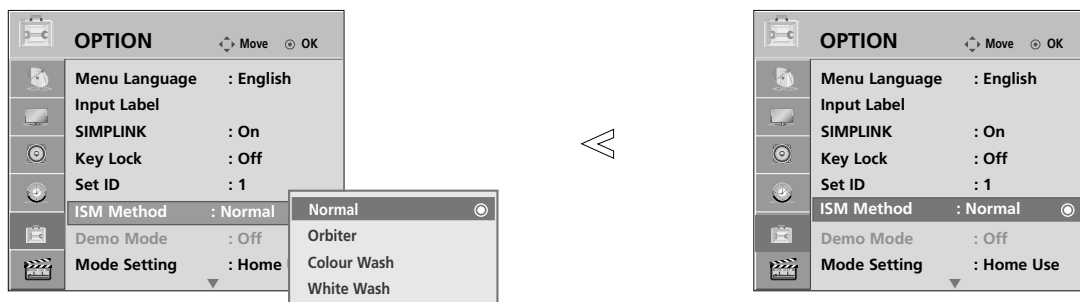 OPTION Move OK
Menu Language : English
Input Label
SIMPLINK : On
Key Lock : Off
Set ID : 1
ISM Method : Normal
Demo Mode : Off
Mode Setting : Home
Normal
Orbiter
Colour Wash
White Wash
OPTION Move OK
Menu Language : English
Input Label
SIMPLINK : On
Key Lock : Off
Set ID : 1
ISM Method : Normal
Demo Mode : Off
Mode Setting : Home Use